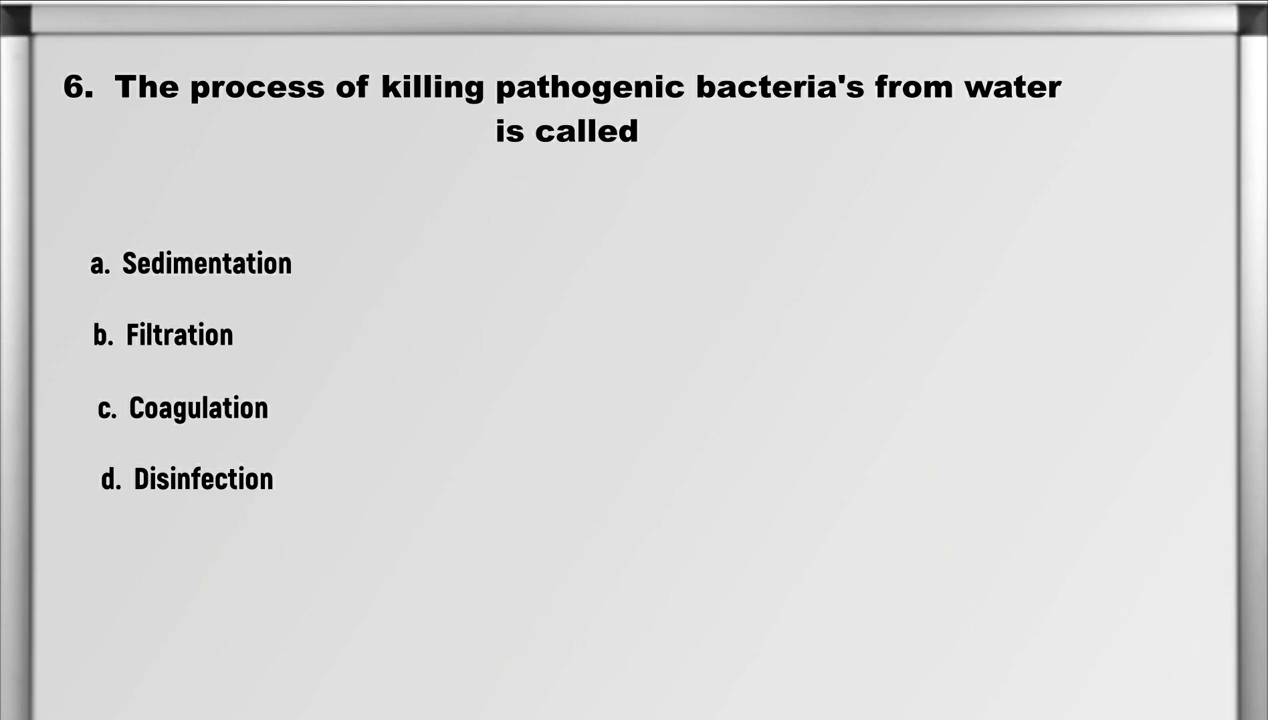 6. The process of killing pathogenic bacteria's from water
is called
a. Sedimentation
b. Filtration
c. Coagulation
d. Disinfection